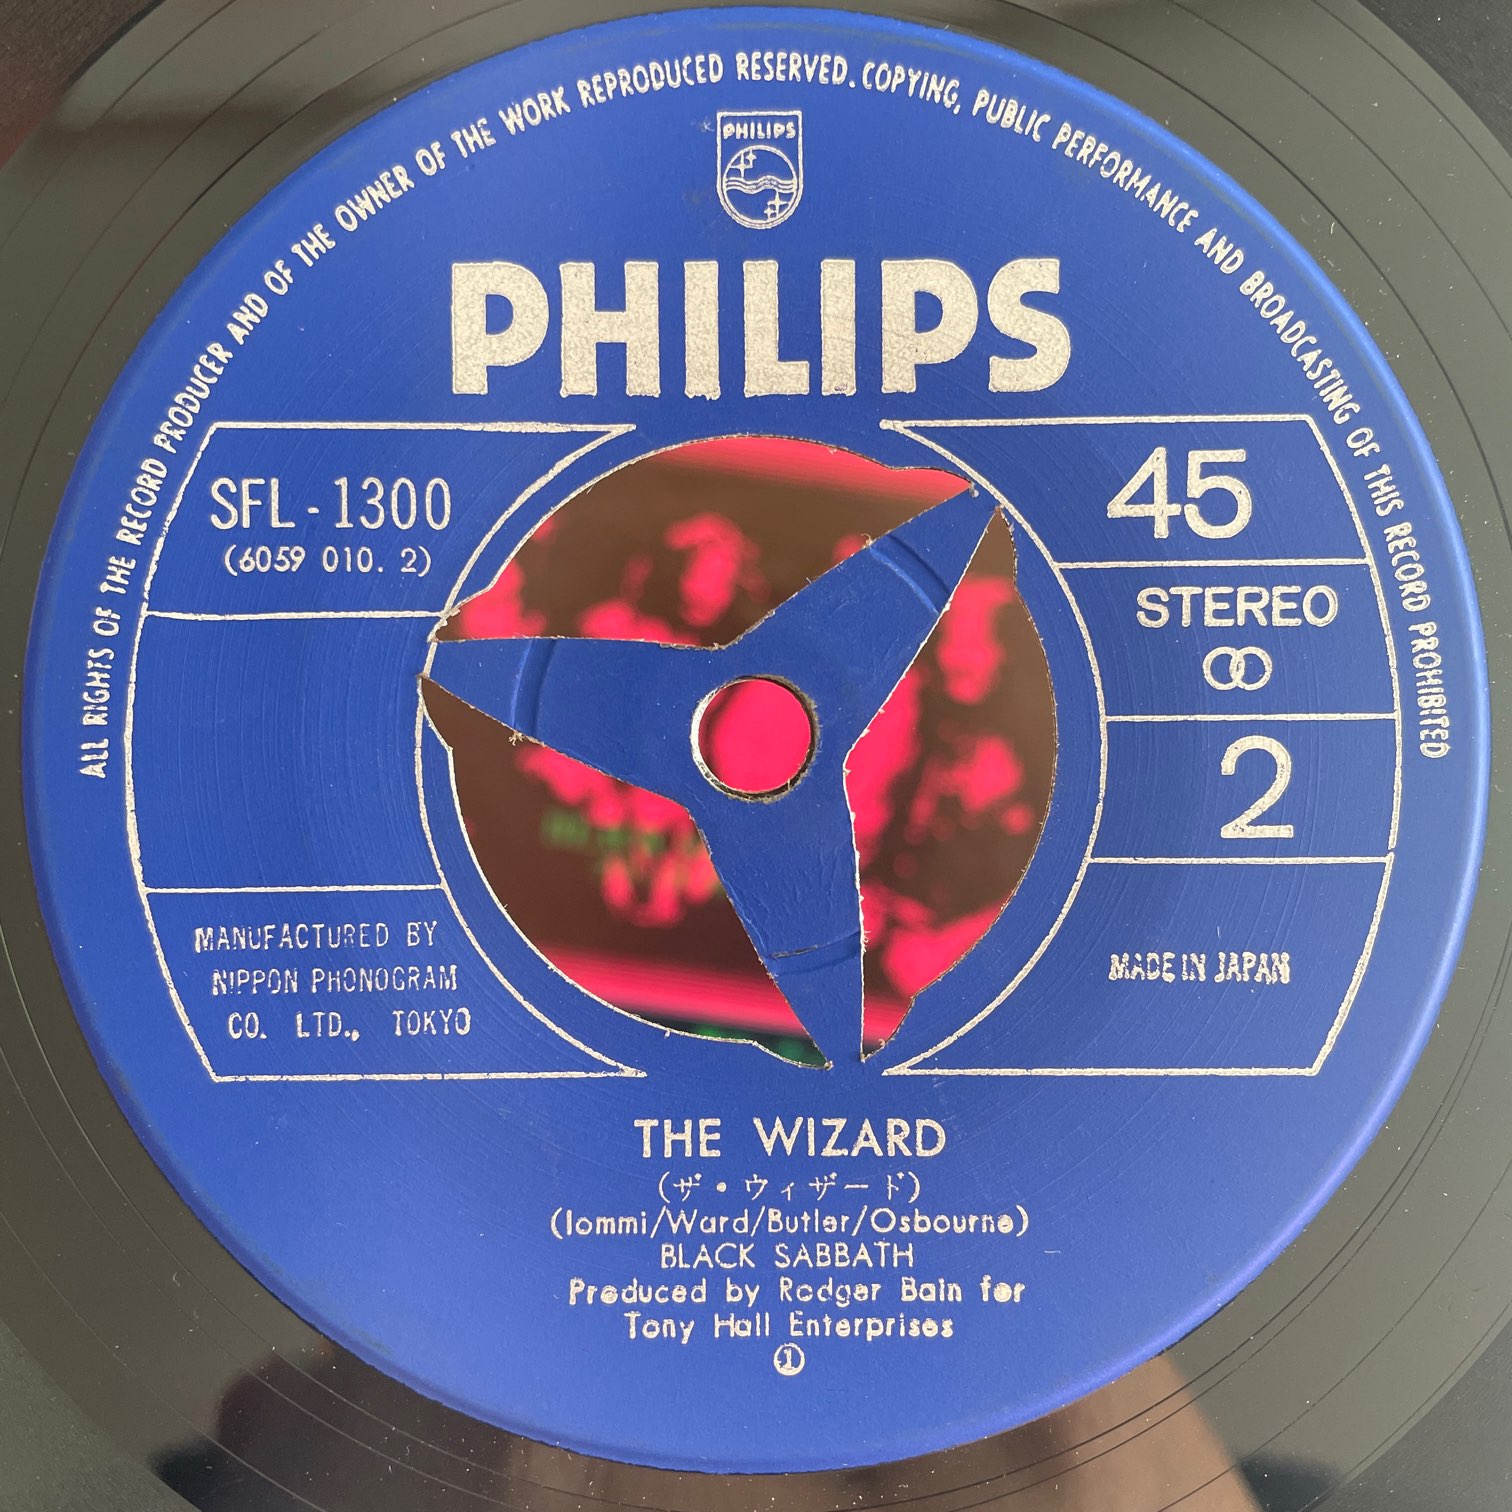 ALL RIGHTS OF THE RECORD PRODUCER AND OF THE OWNER OF THE WORK REPRODUCED RESERVED. COPYING, PUBLIC PERFORMANCE AND BROADCASTING OF THIS RECORD PROHIBITED
PHILIPS
PHILIPS
SFL-1300
(6059 010. 2)
45
STEREO
2
MANUFACTURED BY
NIPPON PHONOGRAM
CO. LTD., TOKYO
MADE IN JAPAN
THE WIZARD
(ザ・ウィザード)
(Iommi/Ward/Butler/Osbourne)
BLACK SABBATH
Produced by Rodger Bain for
Tony Hall Enterprises
①